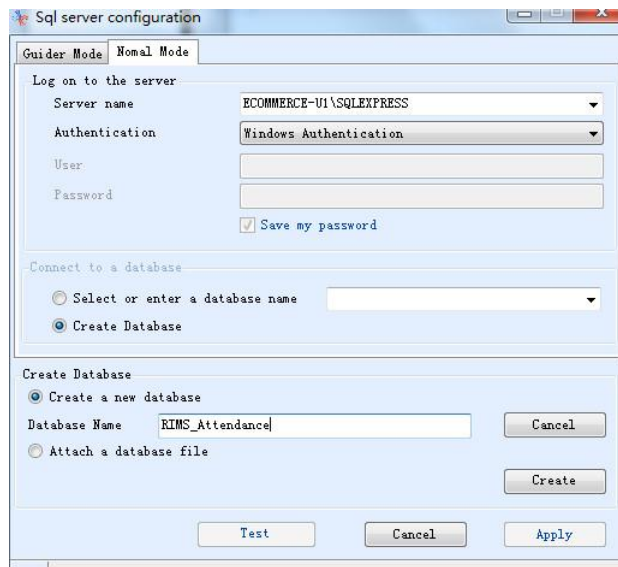 Sql server configuration
Guider Mode
Nomal Mode
Log on to the server
Server name
ECOMMERCE-U1\SQLEXPRESS
Authentication
Windows Authentication
User
Password
Save my password
Connect to a database
Select or enter a database name
Create Database
Create Database
Create a new database
Database Name
RIMS_Attendance
Cancel
Attach a database file
Create
Test
Cancel
Apply